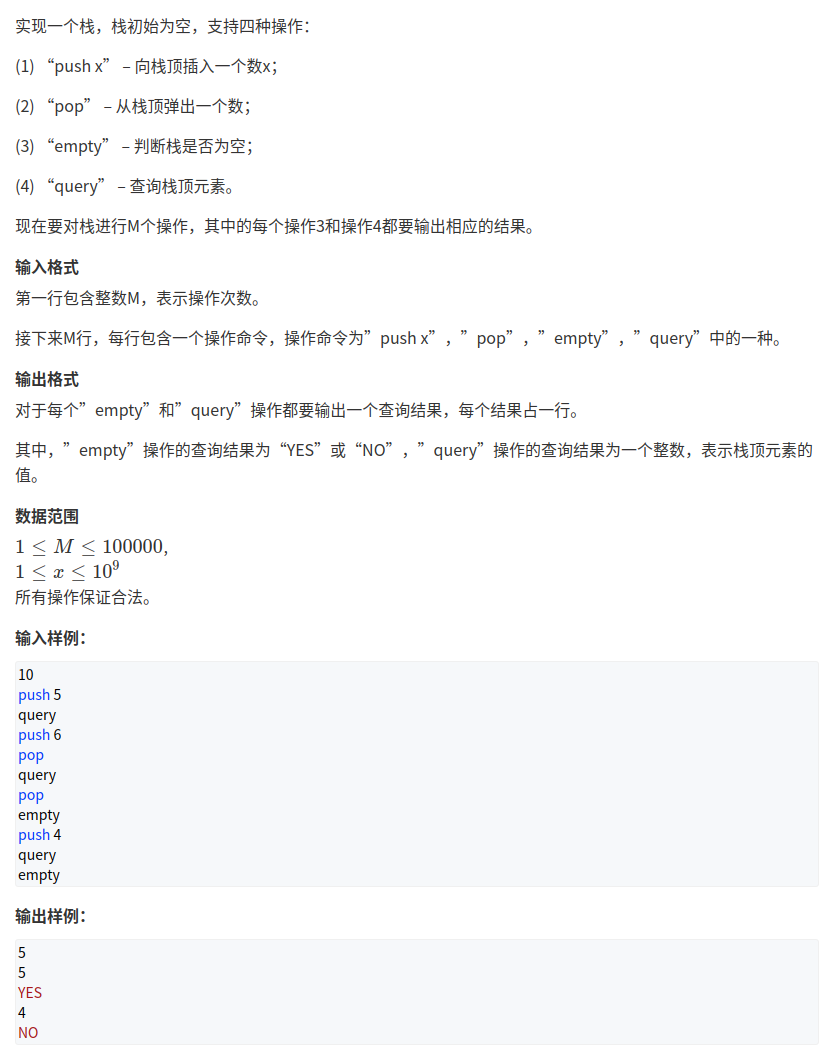 实现一个栈，栈初始为空，支持四种操作：
(1) “push x” – 向栈顶插入一个数x；
(2) “pop” – 从栈顶弹出一个数；
(3) “empty” – 判断栈是否为空；
(4) “query” – 查询栈顶元素。
现在要对栈进行M个操作，其中的每个操作3和操作4都要输出相应的结果。
输入格式
第一行包含整数M，表示操作次数。
接下来M行，每行包含一个操作命令，操作命令为”push x”，”pop”，”empty”，”query”中的一种。
输出格式
对于每个”empty”和”query”操作都要输出一个查询结果，每个结果占一行。
其中，”empty”操作的查询结果为“YES”或“NO”，”query”操作的查询结果为一个整数，表示栈顶元素的
值。
数据范围
1 ≤ M ≤ 100000,
1 ≤ x ≤ 10⁹
所有操作保证合法。
输入样例：
10
push 5
query
push 6
pop
query
pop
empty
push 4
query
empty
输出样例：
5
5
YES
4
NO